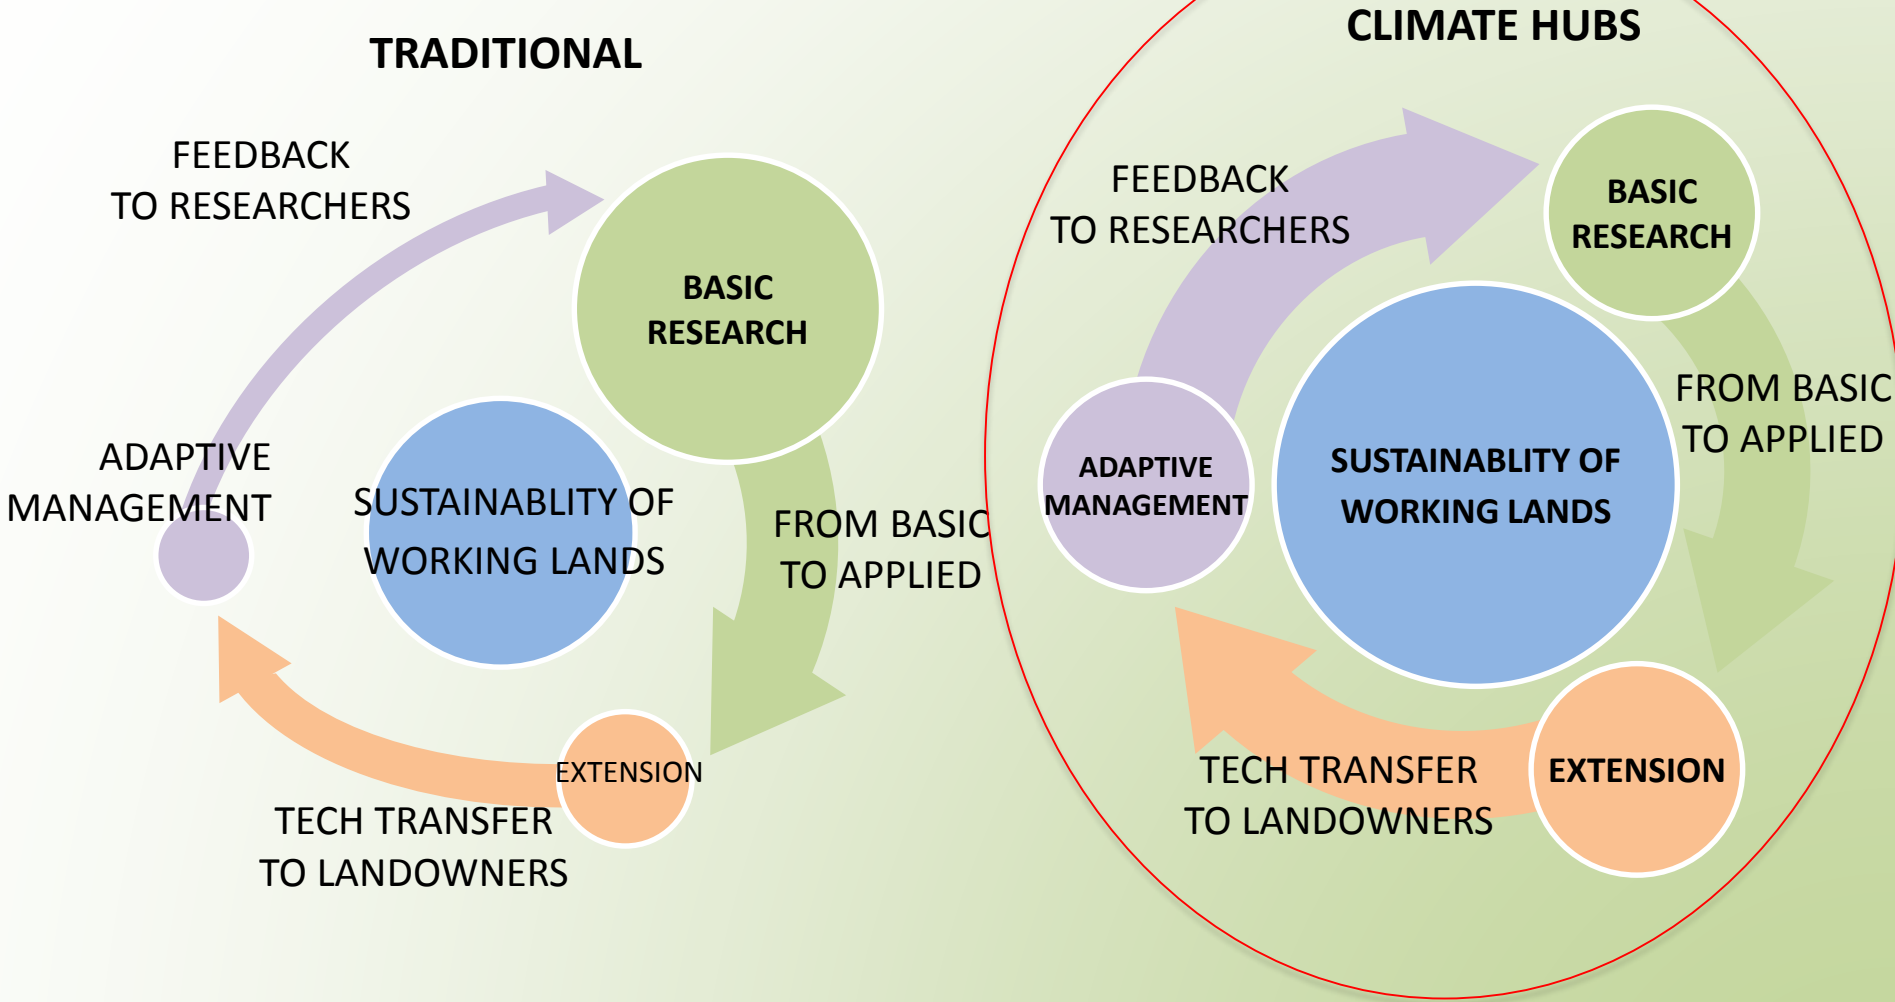 TRADITIONAL
FEEDBACK
TO RESEARCHERS
BASIC
RESEARCH
ADAPTIVE
MANAGEMENT
SUSTAINABLITY OF
WORKING LANDS
FROM BASIC
TO APPLIED
EXTENSION
TECH TRANSFER
TO LANDOWNERS
CLIMATE HUBS
FEEDBACK
TO RESEARCHERS
BASIC
RESEARCH
FROM BASIC
TO APPLIED
ADAPTIVE
MANAGEMENT
SUSTAINABLITY OF
WORKING LANDS
TECH TRANSFER
TO LANDOWNERS
EXTENSION